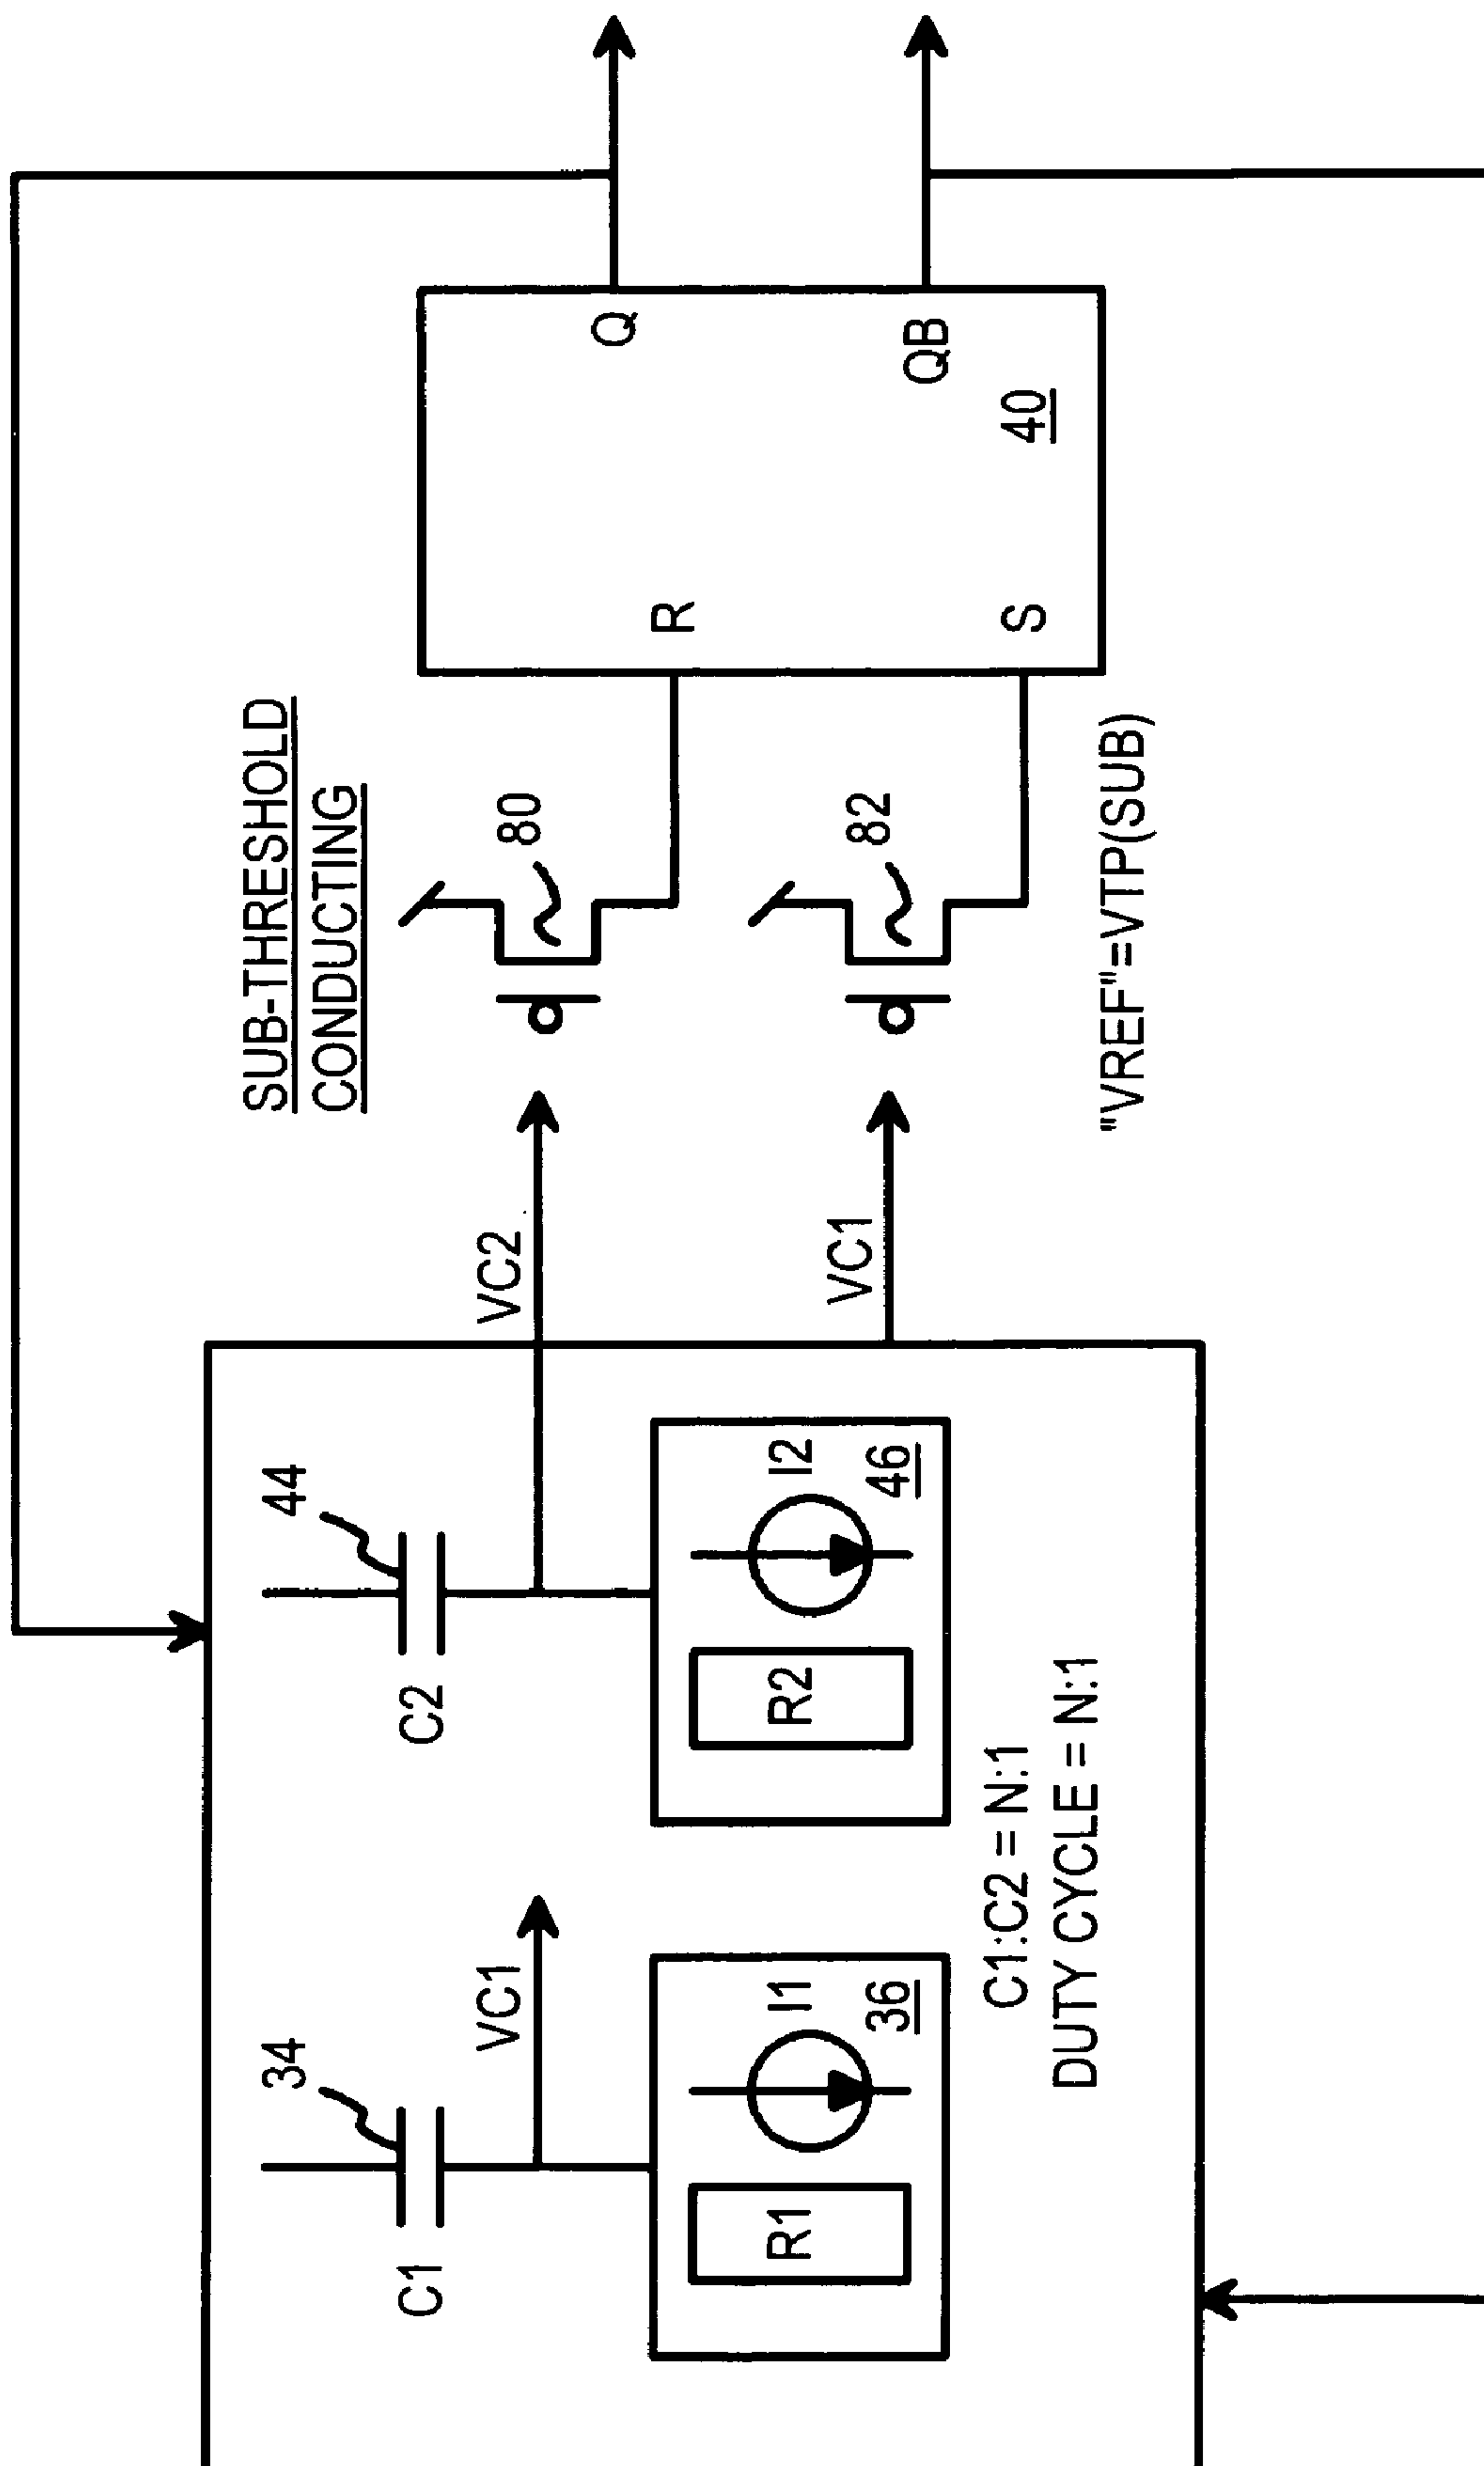 SUB-THRESHOLD
CONDUCTING
34
C1
VC1
R1
I1
36
44
C2
VC2
R2
I2
46
C1:C2 = N:1
DUTY CYCLE = N:1
VC1
80
82
"VREF"=VTP(SUB)
R
S
Q
QB
40